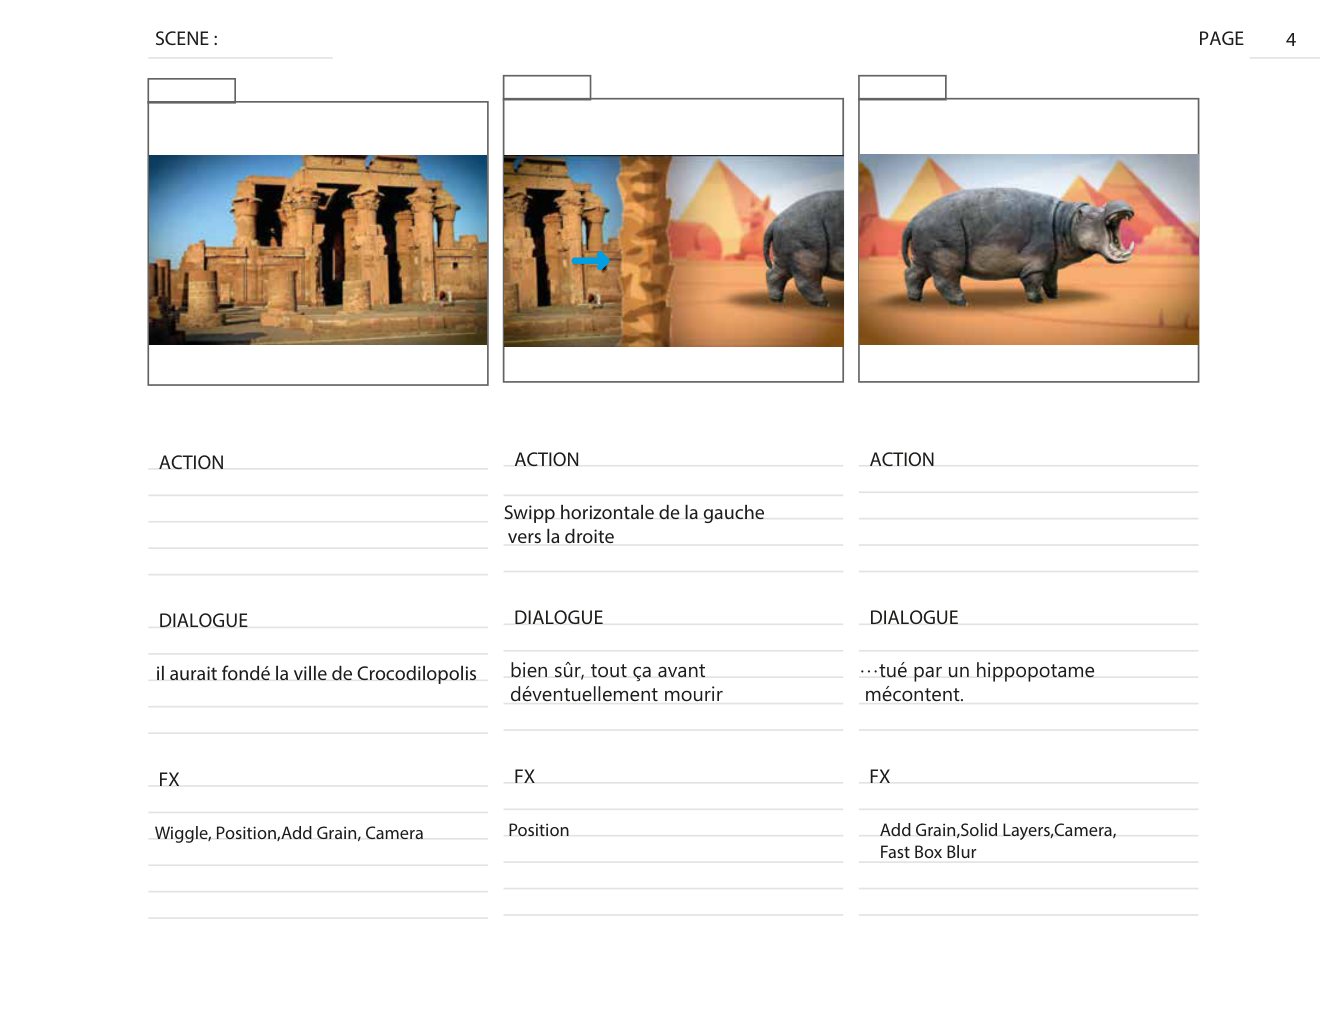 SCENE :
PAGE 4
ACTION
ACTION
ACTION
Swipp horizontale de la gauche
vers la droite
DIALOGUE
DIALOGUE
DIALOGUE
il aurait fondé la ville de Crocodilopolis
bien sûr, tout ça avant
déventuellement mourir
···tué par un hippopotame
mécontent.
FX
FX
FX
Wiggle, Position,Add Grain, Camera
Position
Add Grain,Solid Layers,Camera,
Fast Box Blur